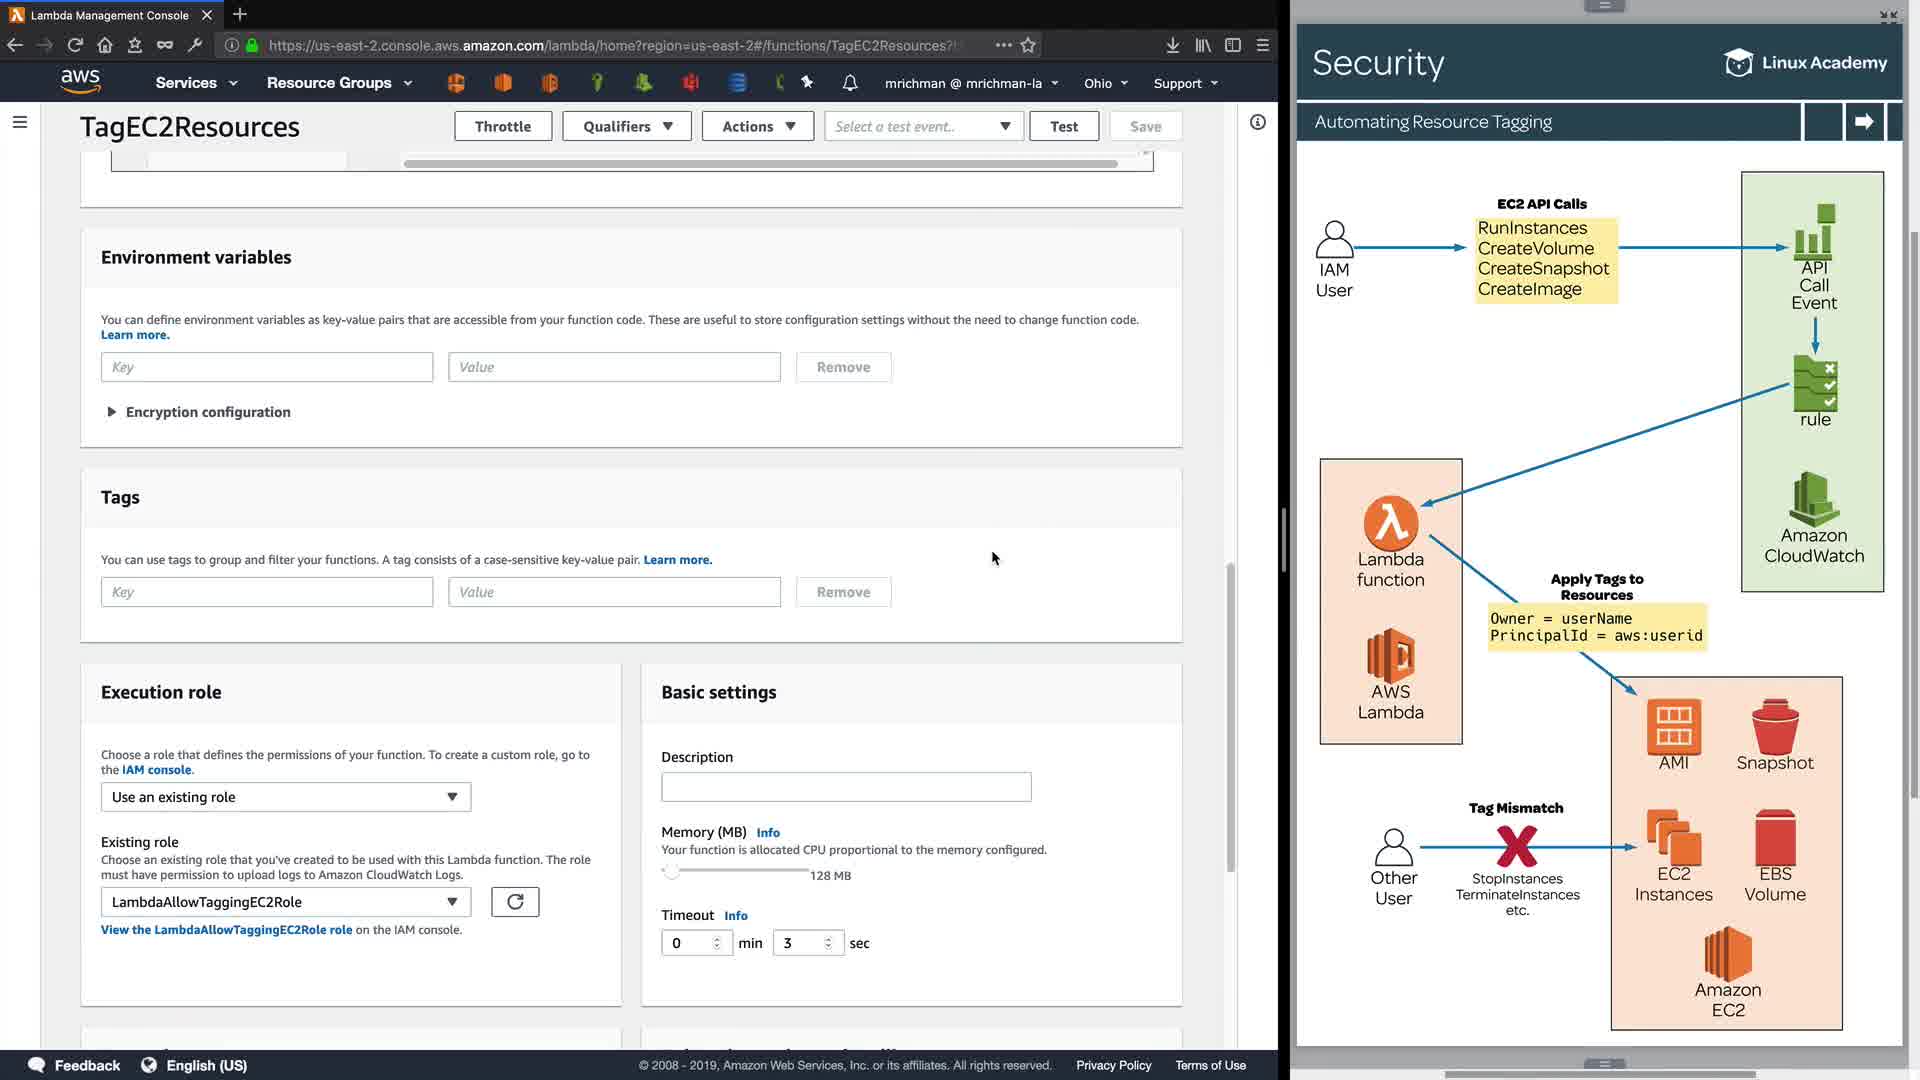 Lambda Management Console
https://us-east-2.console.aws.amazon.com/lambda/home?region=us-east-2#/functions/TagEC2Resources?
aws
Services
Resource Groups
mrichman @ mrichman-la
Ohio
Support
TagEC2Resources
Throttle
Qualifiers
Actions
Select a test event..
Test
Save
Environment variables
You can define environment variables as key-value pairs that are accessible from your function code. These are useful to store configuration settings without the need to change function code.
Learn more.
Key
Value
Remove
Encryption configuration
Tags
You can use tags to group and filter your functions. A tag consists of a case-sensitive key-value pair. Learn more.
Key
Value
Remove
Execution role
Choose a role that defines the permissions of your function. To create a custom role, go to
the IAM console.
Use an existing role
Existing role
Choose an existing role that you've created to be used with this Lambda function. The role
must have permission to upload logs to Amazon CloudWatch Logs.
LambdaAllowTaggingEC2Role
View the LambdaAllowTaggingEC2Role role on the IAM console.
Basic settings
Description
Memory (MB) Info
Your function is allocated CPU proportional to the memory configured.
128 MB
Timeout Info
0 min 3 sec
Feedback
English (US)
© 2008 - 2019, Amazon Web Services, Inc. or its affiliates. All rights reserved.
Privacy Policy
Terms of Use
Security
Linux Academy
Automating Resource Tagging
IAM
User
EC2 API Calls
RunInstances
CreateVolume
CreateSnapshot
CreateImage
API
Call
Event
rule
Amazon
CloudWatch
Lambda
function
AWS
Lambda
Apply Tags to
Resources
Owner = userName
PrincipalId = aws:userid
AMI
Snapshot
Tag Mismatch
Other
User
StopInstances
TerminateInstances
etc.
EC2
Instances
EBS
Volume
Amazon
EC2